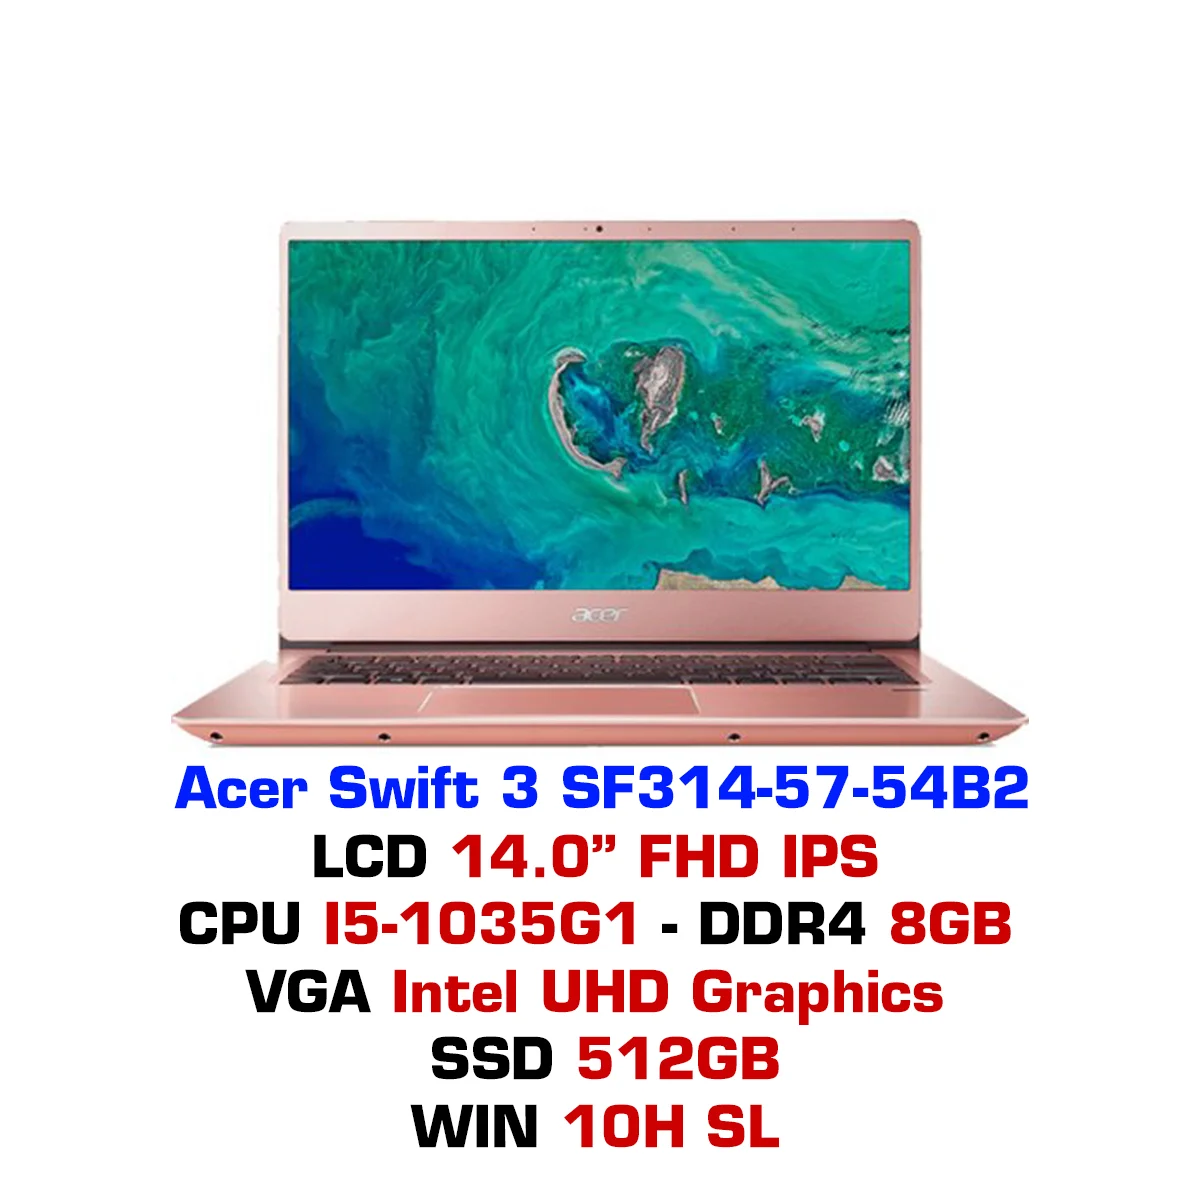 acer
Acer Swift 3 SF314-57-54B2
LCD 14.0” FHD IPS
CPU I5-1035G1 - DDR4 8GB
VGA Intel UHD Graphics
SSD 512GB
WIN 10H SL